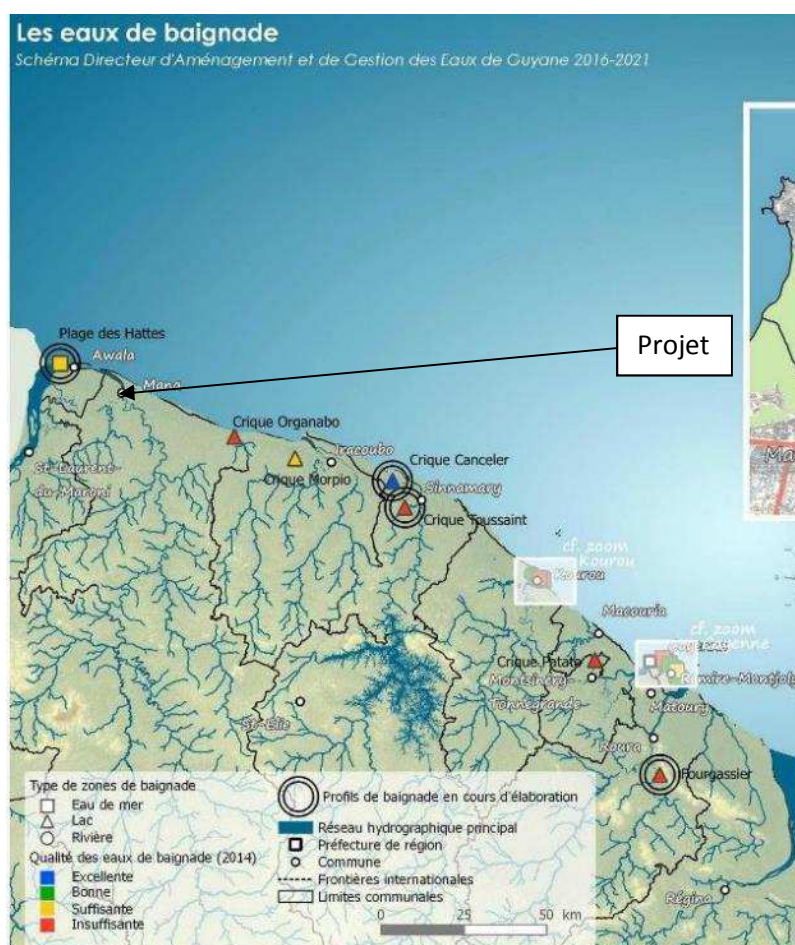 Les eaux de baignade
Schéma Directeur d'Aménagement et de Gestion des Eaux de Guyane 2016-2021
Projet
Plage des Hattes
Awala
Mana
Crique Organabo
St-Laurent-
du-Maroni
Crique Morpio
Iracoubo
Crique Canceler
Sinnamary
Crique Toussaint
Ma
cf. zoom
Kourou
Kourou
Macouria
cf. zoom
Cayenne
Crique Patate
Rémire-Montjoly
Montsinéry-
Tonnegrande
Matoury
St-Elie
Roura
Fourgassier
Régina
Type de zones de baignade
Eau de mer
Lac
Rivière
Qualité des eaux de baignade (2014)
Excellente
Bonne
Suffisante
Insuffisante
Profils de baignade en cours d'élaboration
Réseau hydrographique principal
Préfecture de région
Commune
Frontières internationales
Limites communales
0 25 50 km